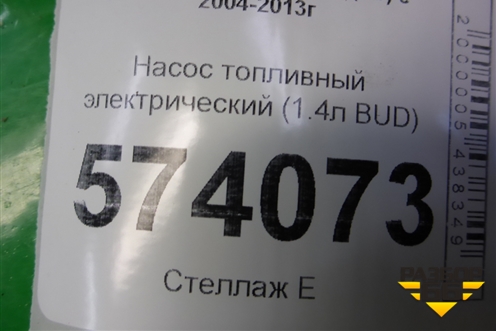 2004-2013г
Насос топливный
электрический (1.4л BUD)
574073
Стеллаж Е
2000005438349